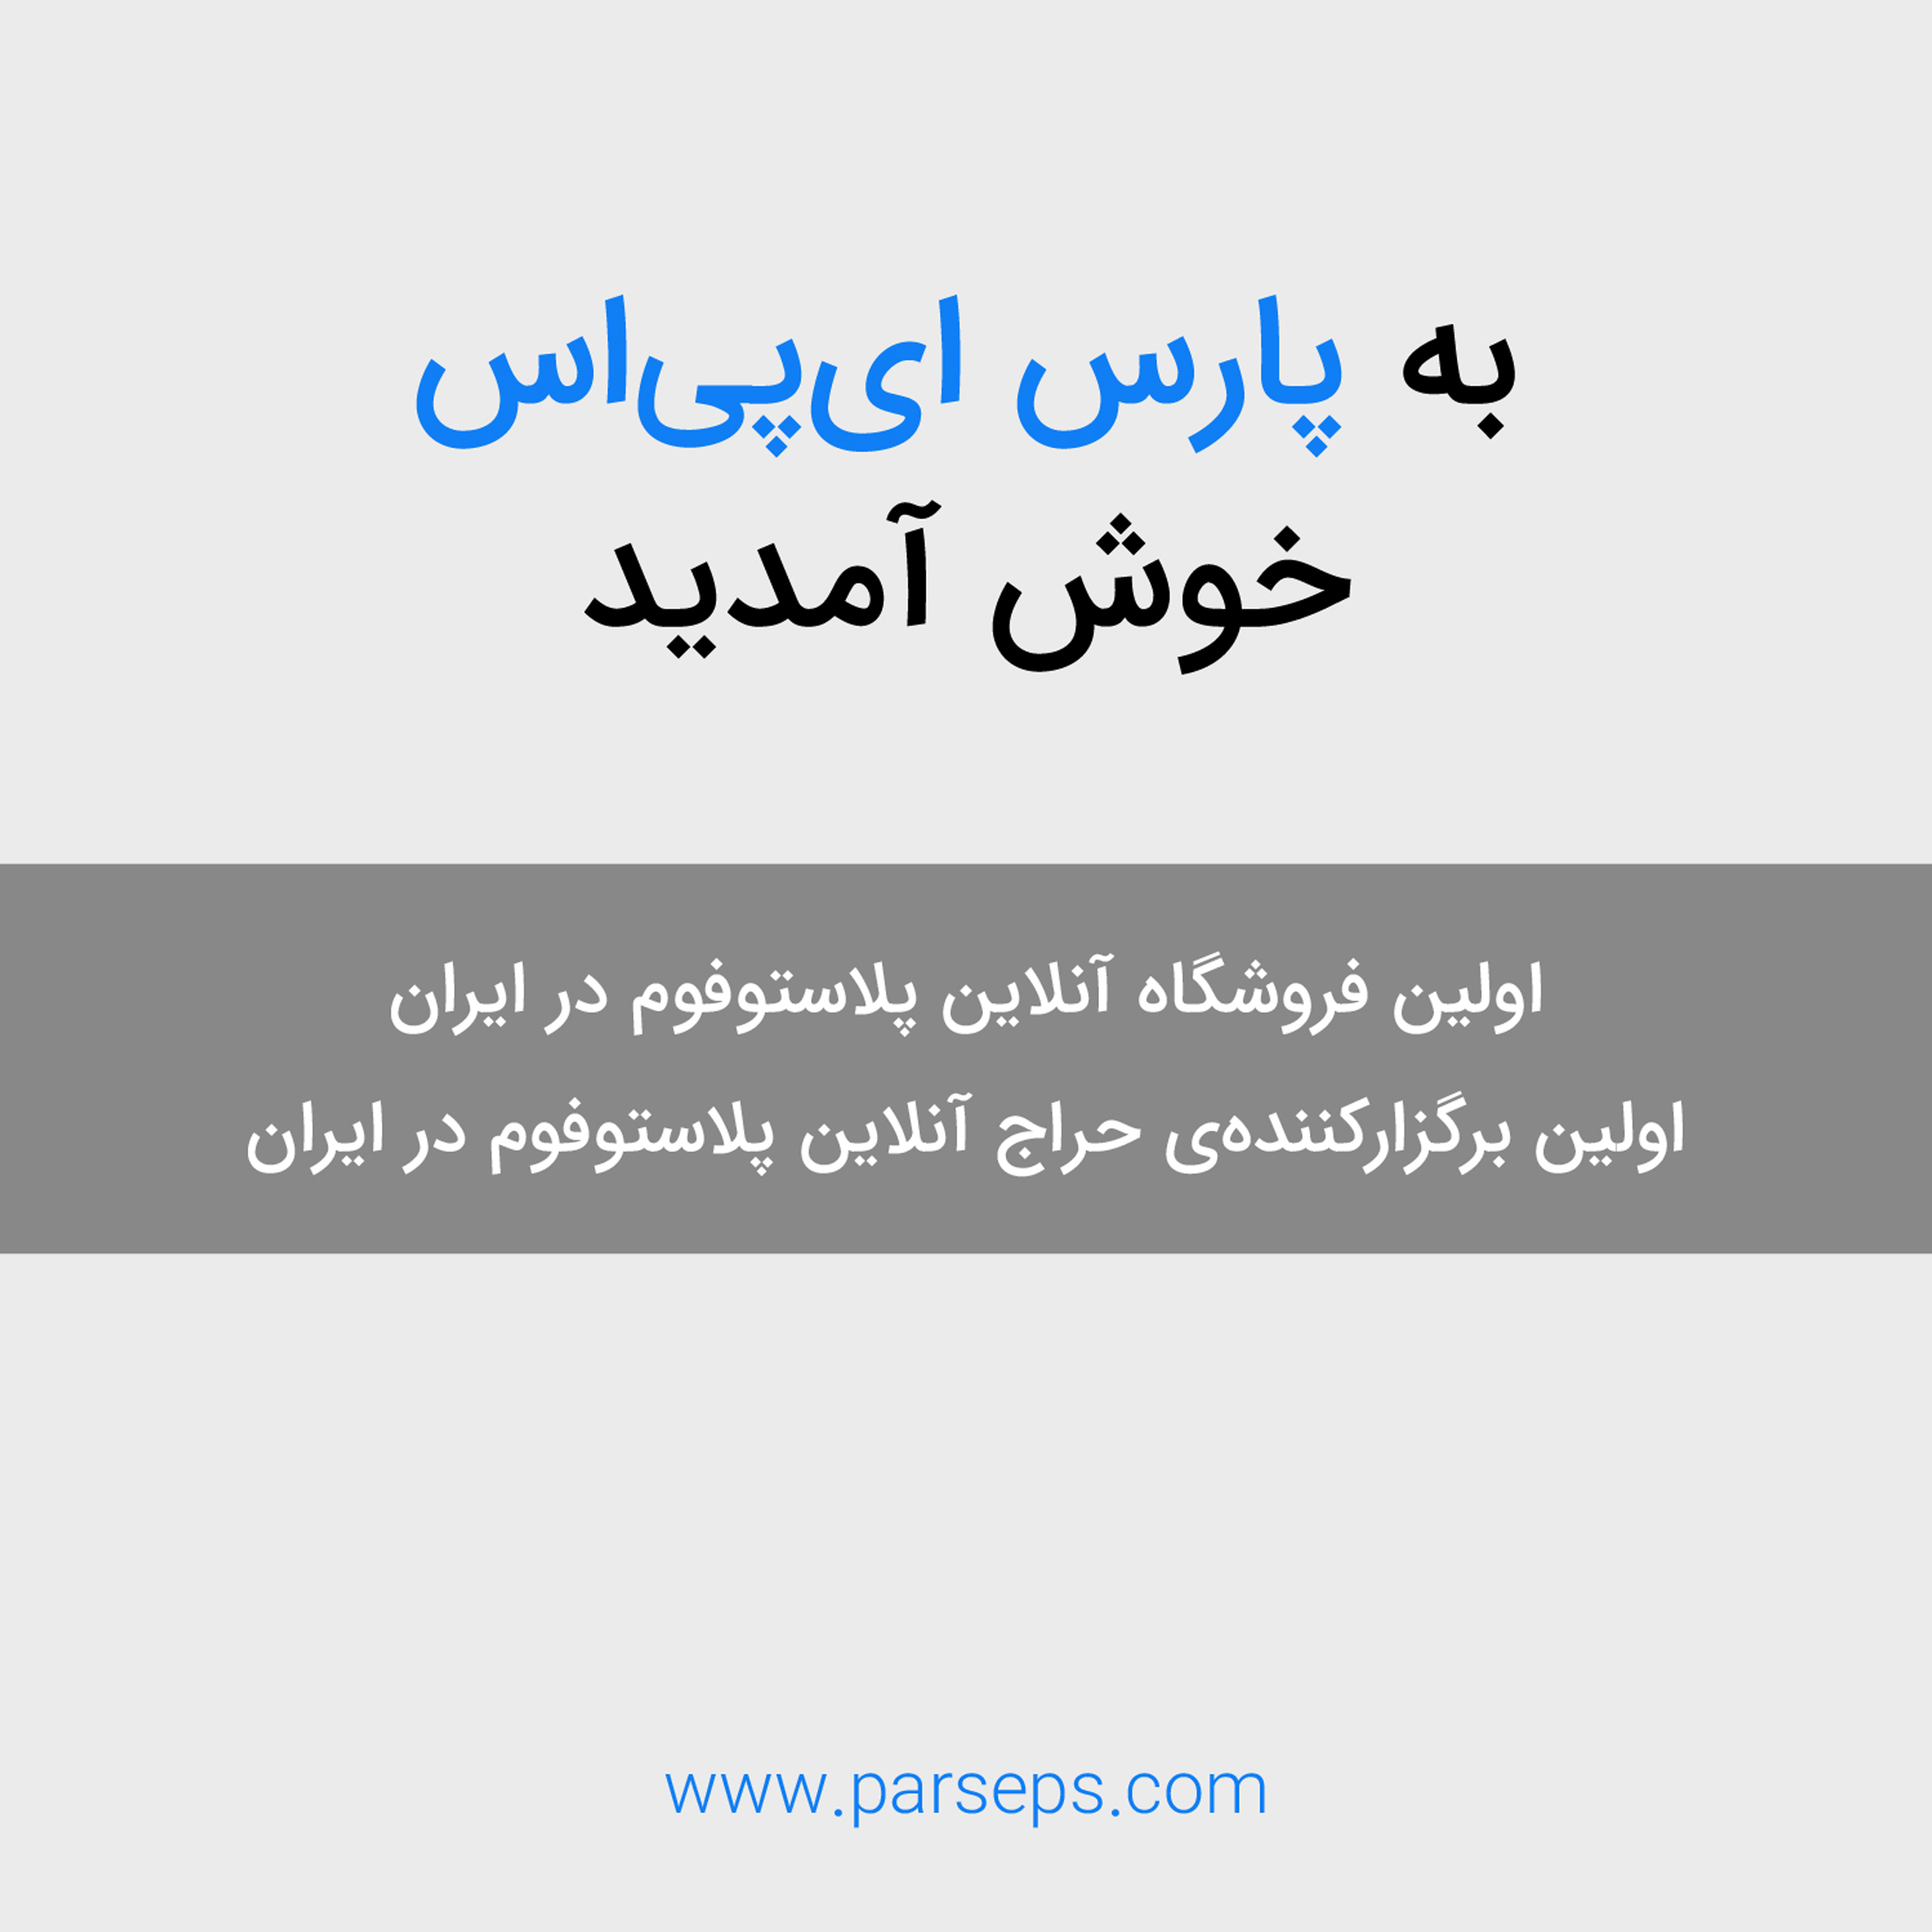 به پارس ای‌پی‌اس
خوش آمدید
اولین فروشگاه آنلاین پلاستوفوم در ایران
اولین برگزارکننده‌ی حراج آنلاین پلاستوفوم در ایران
www.parseps.com